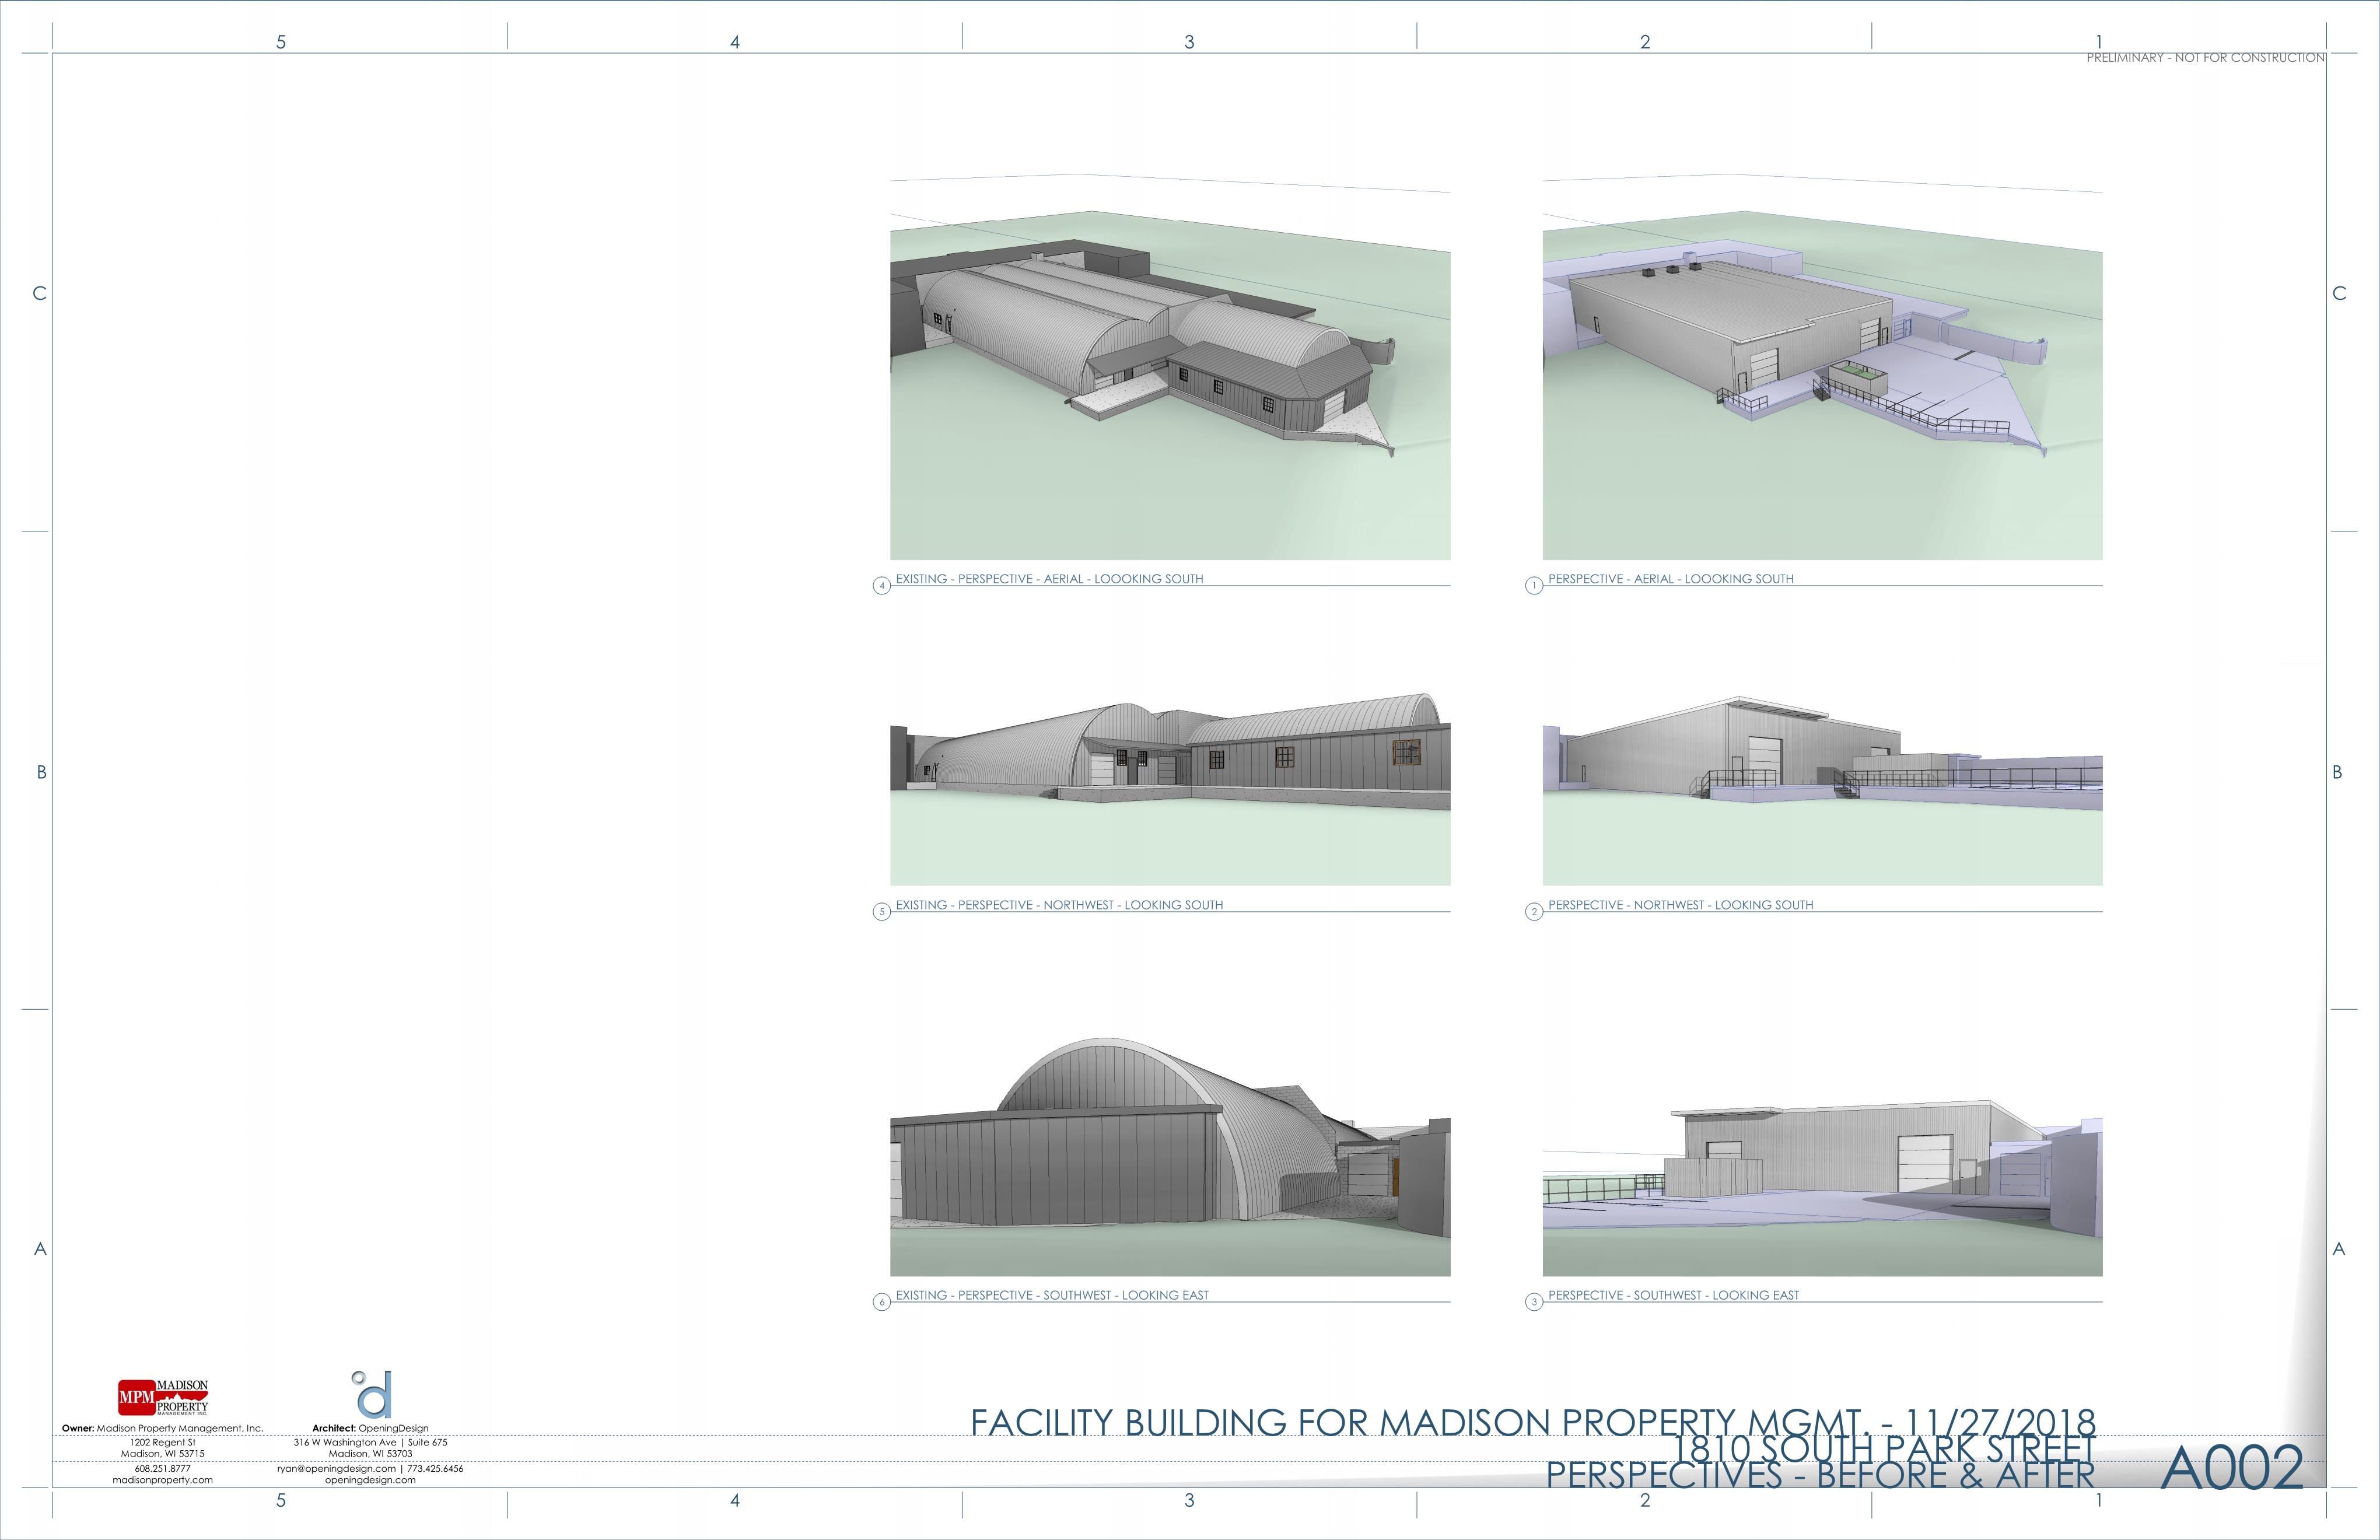 5 4 3 2 1
PRELIMINARY - NOT FOR CONSTRUCTION
C C
4 EXISTING - PERSPECTIVE - AERIAL - LOOOKING SOUTH
1 PERSPECTIVE - AERIAL - LOOOKING SOUTH
B B
5 EXISTING - PERSPECTIVE - NORTHWEST - LOOKING SOUTH
2 PERSPECTIVE - NORTHWEST - LOOKING SOUTH
A A
6 EXISTING - PERSPECTIVE - SOUTHWEST - LOOKING EAST
3 PERSPECTIVE - SOUTHWEST - LOOKING EAST
MPM MADISON
PROPERTY
MANAGEMENT INC.
Owner: Madison Property Management, Inc.
1202 Regent St
Madison, WI 53715
608.251.8777
madisonproperty.com
d
Architect: OpeningDesign
316 W Washington Ave | Suite 675
Madison, WI 53703
ryan@openingdesign.com | 773.425.6456
openingdesign.com
FACILITY BUILDING FOR MADISON PROPERTY MGMT. - 11/27/2018
1810 SOUTH PARK STREET
PERSPECTIVES - BEFORE & AFTER
A002
5 4 3 2 1